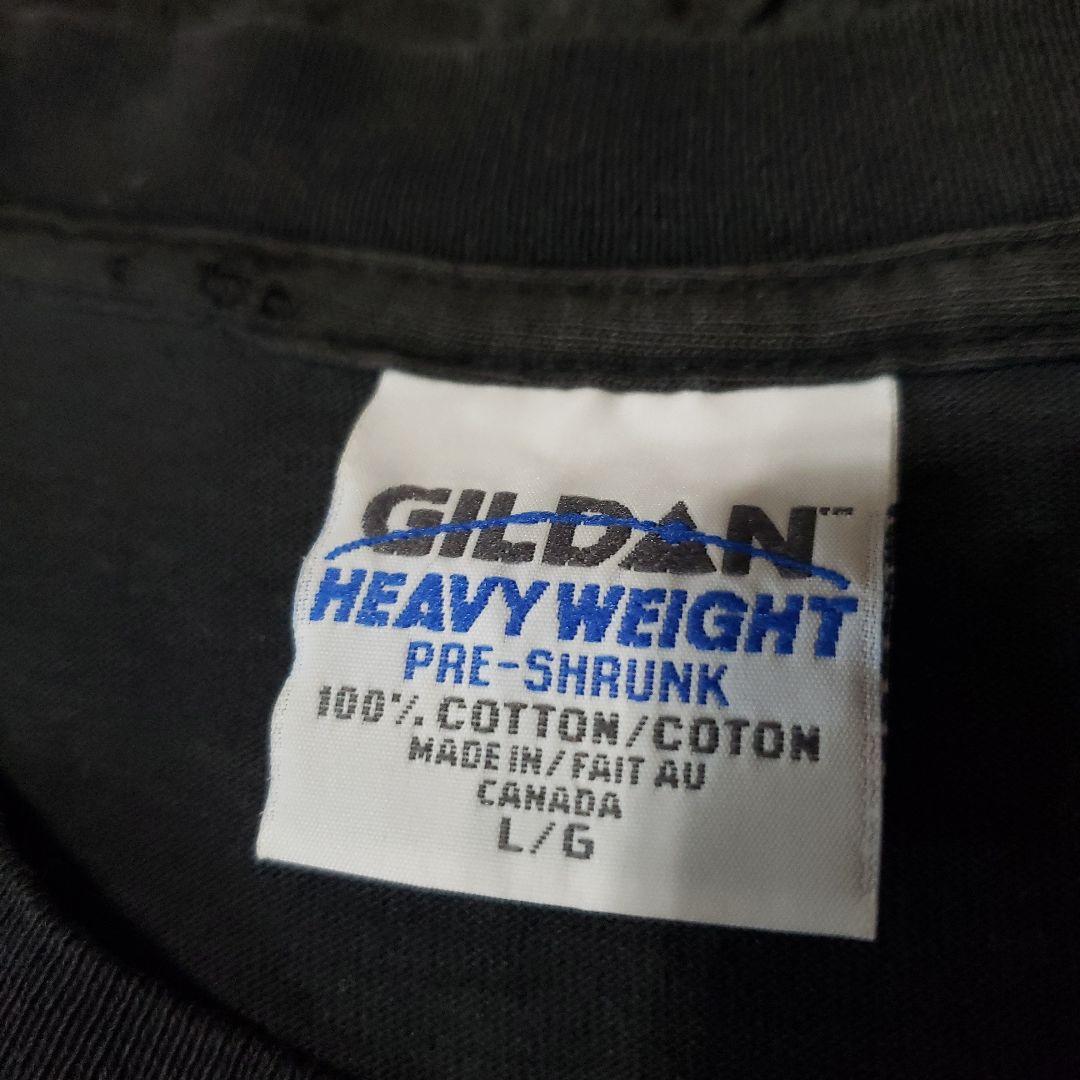 GILDAN™
HEAVY WEIGHT
PRE-SHRUNK
100% COTTON/COTON
MADE IN/FAIT AU
CANADA
L/G